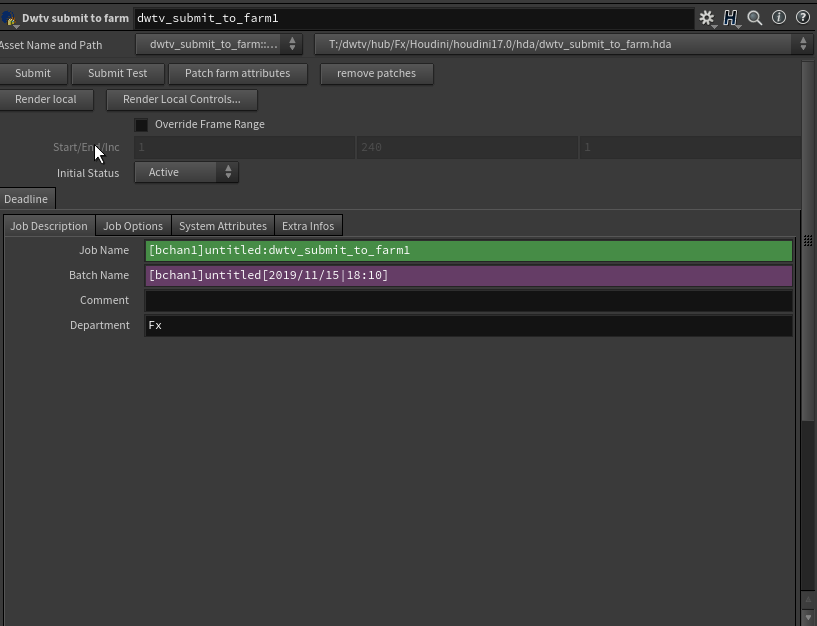 Dwtv submit to farm dwtv_submit_to_farm1
Asset Name and Path dwtv_submit_to_farm::... T:/dwtv/hub/Fx/Houdini/houdini17.0/hda/dwtv_submit_to_farm.hda
Submit Submit Test Patch farm attributes remove patches
Render local Render Local Controls...
Override Frame Range
Start/End/Inc 1 240 1
Initial Status Active
Deadline
Job Description Job Options System Attributes Extra Infos
Job Name [bchan1]untitled:dwtv_submit_to_farm1
Batch Name [bchan1]untitled[2019/11/15|18:10]
Comment
Department Fx